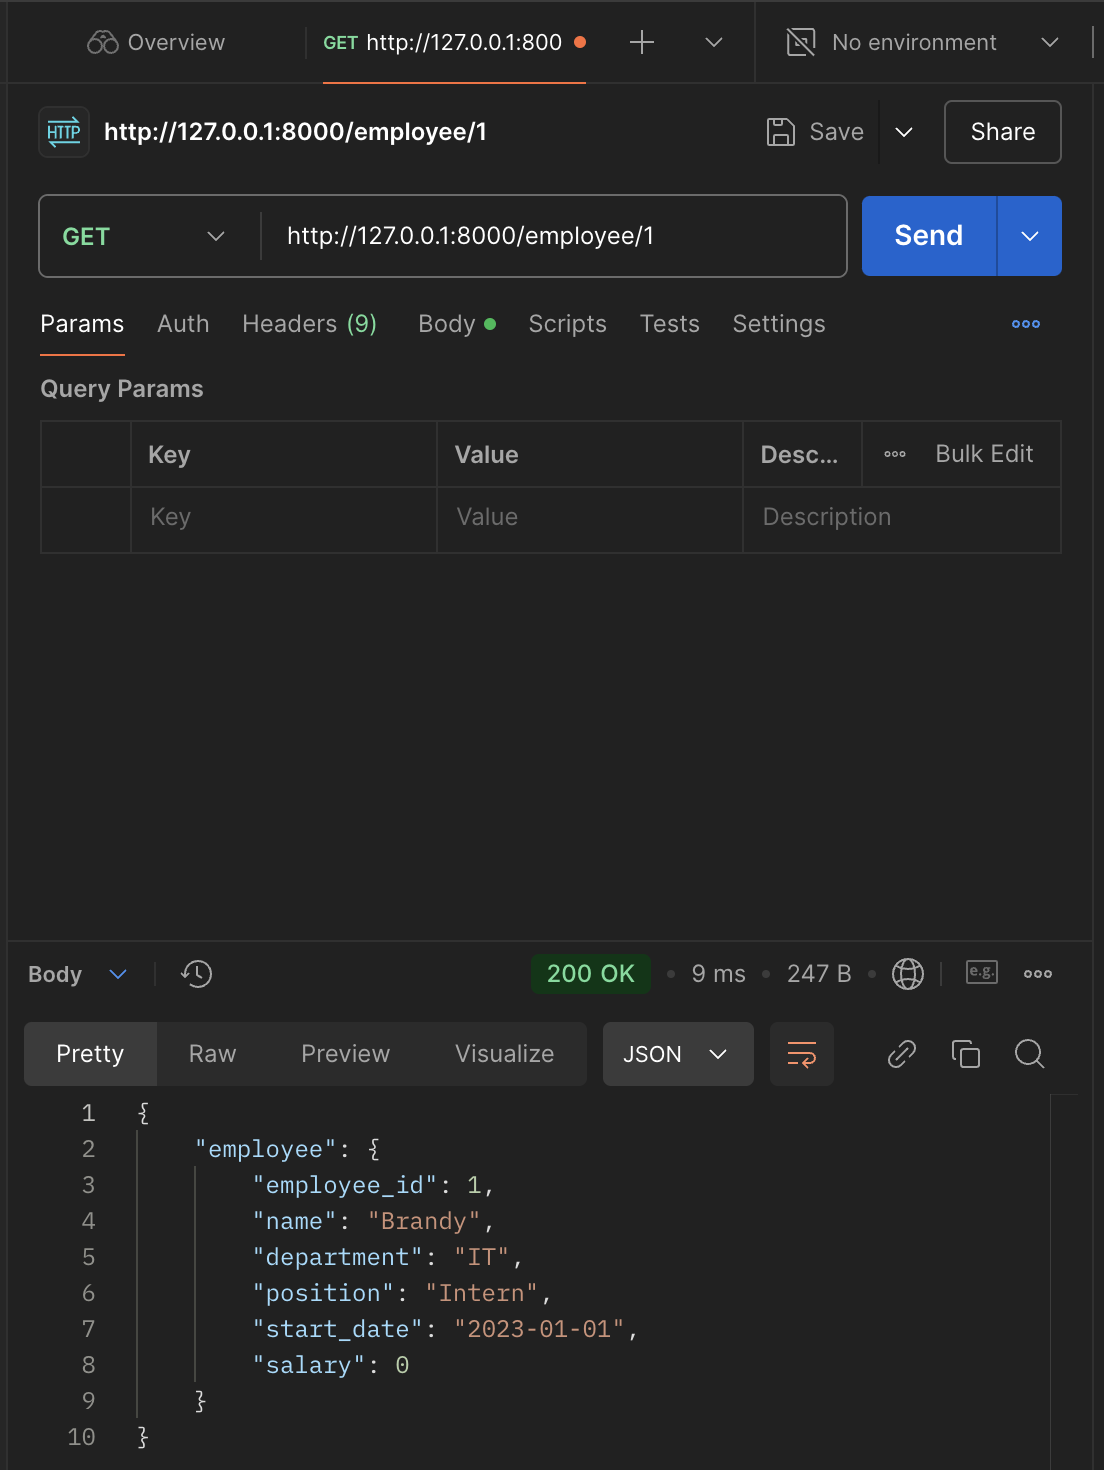 Overview
GET http://127.0.0.1:800
No environment
HTTP http://127.0.0.1:8000/employee/1
Save
Share
GET http://127.0.0.1:8000/employee/1
Send
Params Auth Headers (9) Body Scripts Tests Settings
Query Params
Key Value Desc... Bulk Edit
Key Value Description
Body 200 OK 9 ms 247 B e.g.
Pretty Raw Preview Visualize JSON
1 {
2 "employee": {
3 "employee_id": 1,
4 "name": "Brandy",
5 "department": "IT",
6 "position": "Intern",
7 "start_date": "2023-01-01",
8 "salary": 0
9 }
10 }